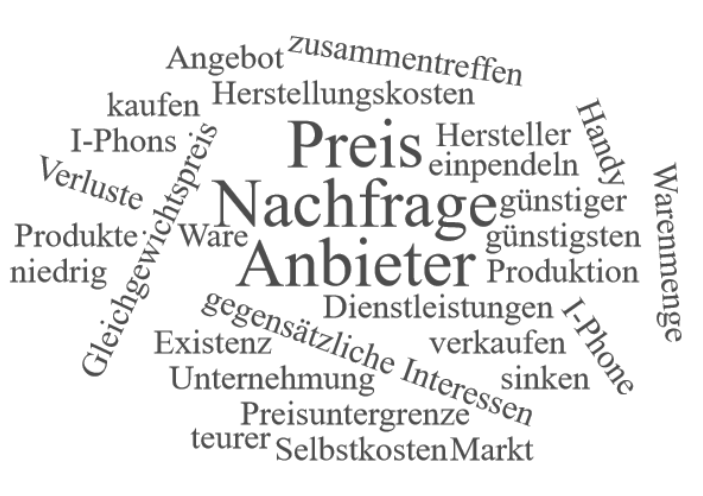 Angebot
zusammentreffen
kaufen
Herstellungskosten
I-Phons
Preis
Hersteller
Handy
Verluste
Gleichgewichtspreis
einpendeln
Warenmenge
Nachfrage
günstiger
Produkte
Ware
Anbieter
günstigsten
niedrig
Produktion
gegensätzliche Interessen
Dienstleistungen
I-Phone
Existenz
verkaufen
Unternehmung
sinken
Preisuntergrenze
teurer
Selbstkosten
Markt